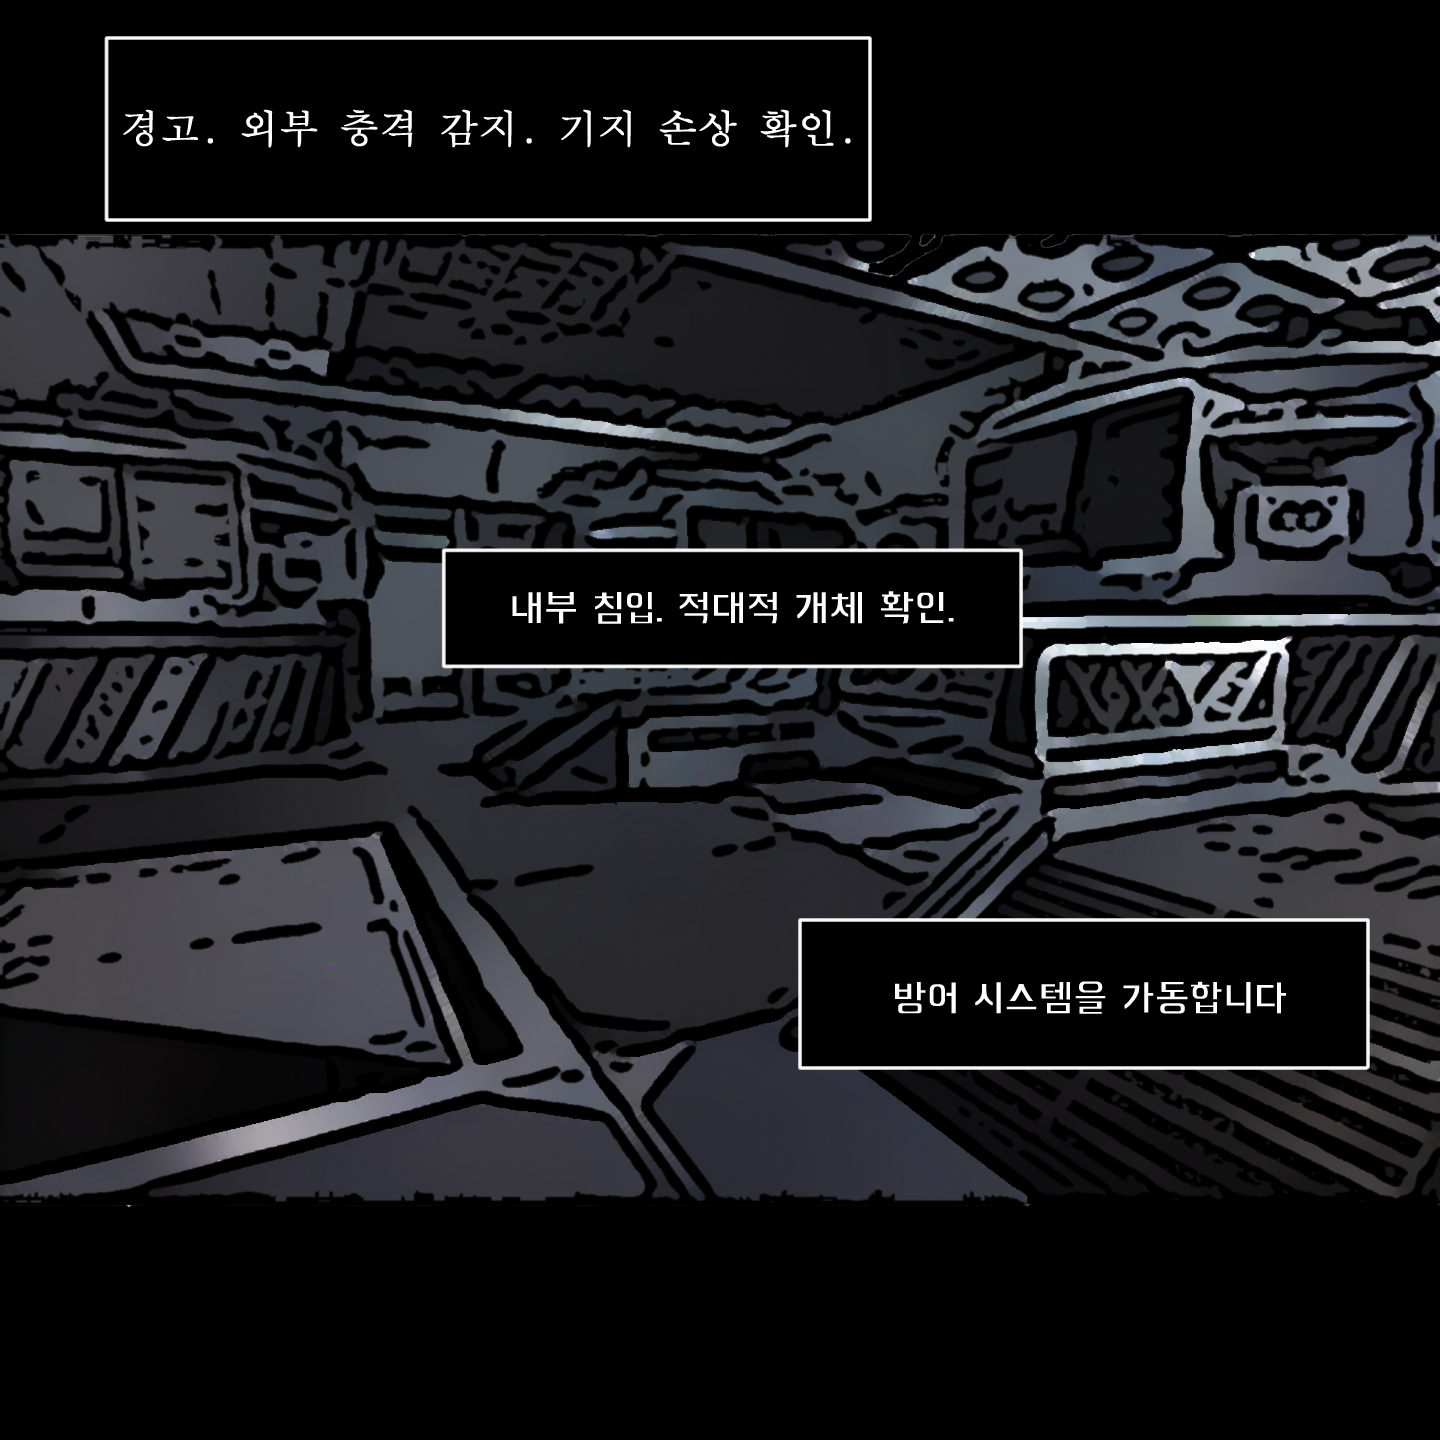 경고. 외부 충격 감지. 기지 손상 확인.
내부 침입. 적대적 개체 확인.
방어 시스템을 가동합니다